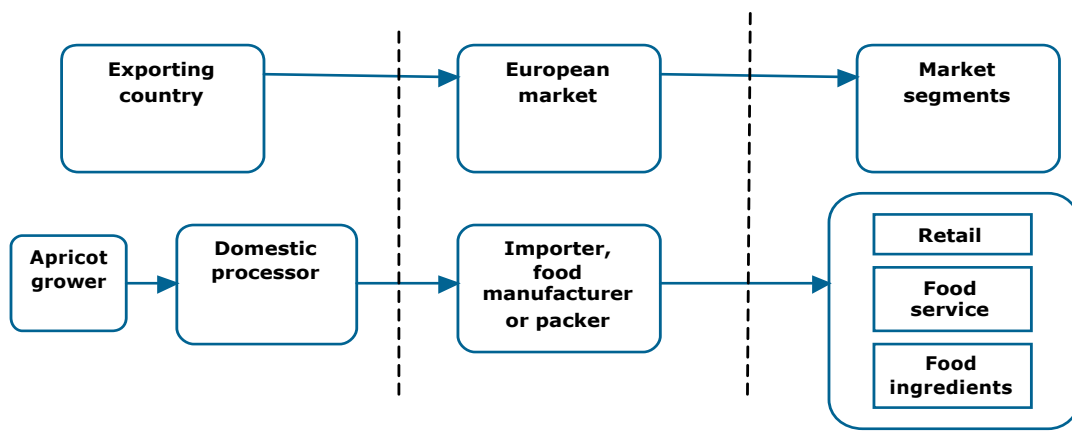 Exporting
country
European
market
Market
segments
Apricot
grower
Domestic
processor
Importer,
food
manufacturer
or packer
Retail
Food
service
Food
ingredients